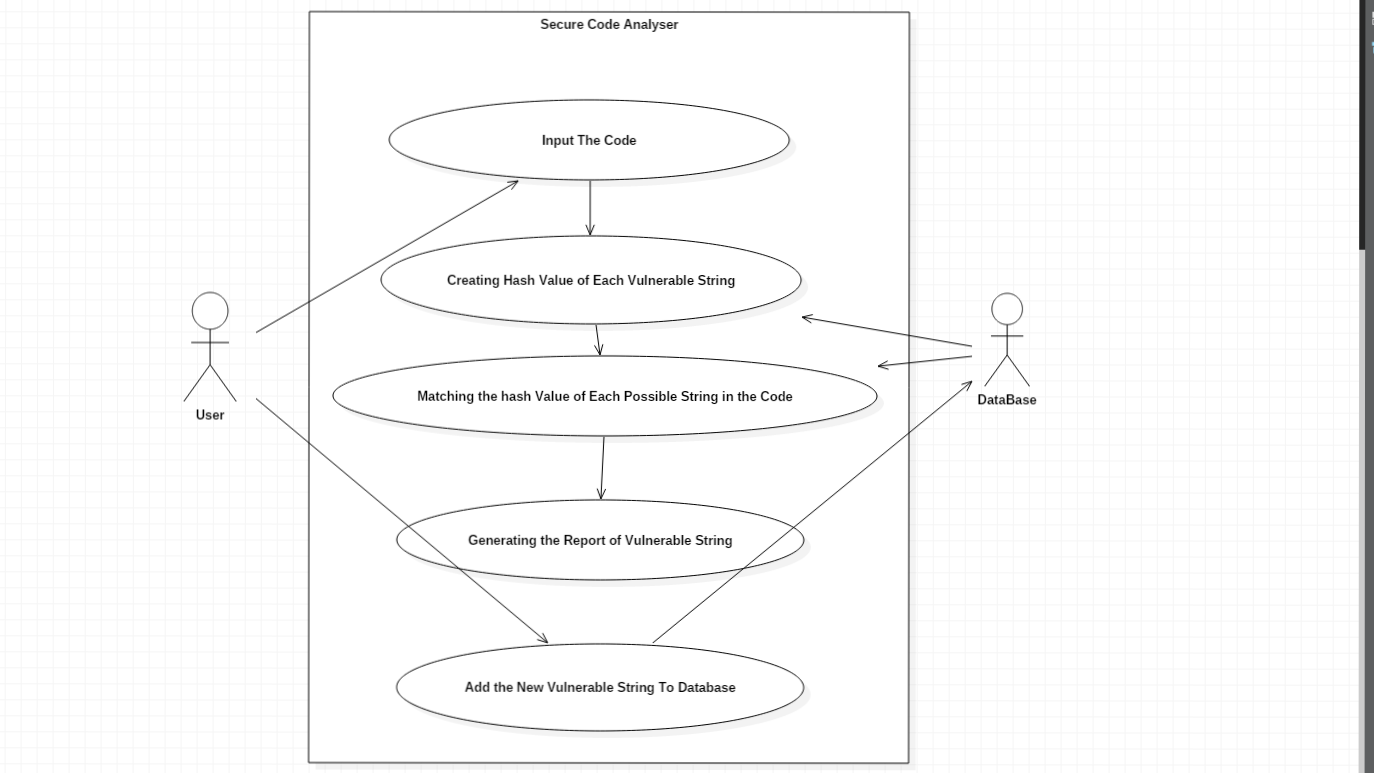 Secure Code Analyser
Input The Code
Creating Hash Value of Each Vulnerable String
Matching the hash Value of Each Possible String in the Code
User
DataBase
Generating the Report of Vulnerable String
Add the New Vulnerable String To Database